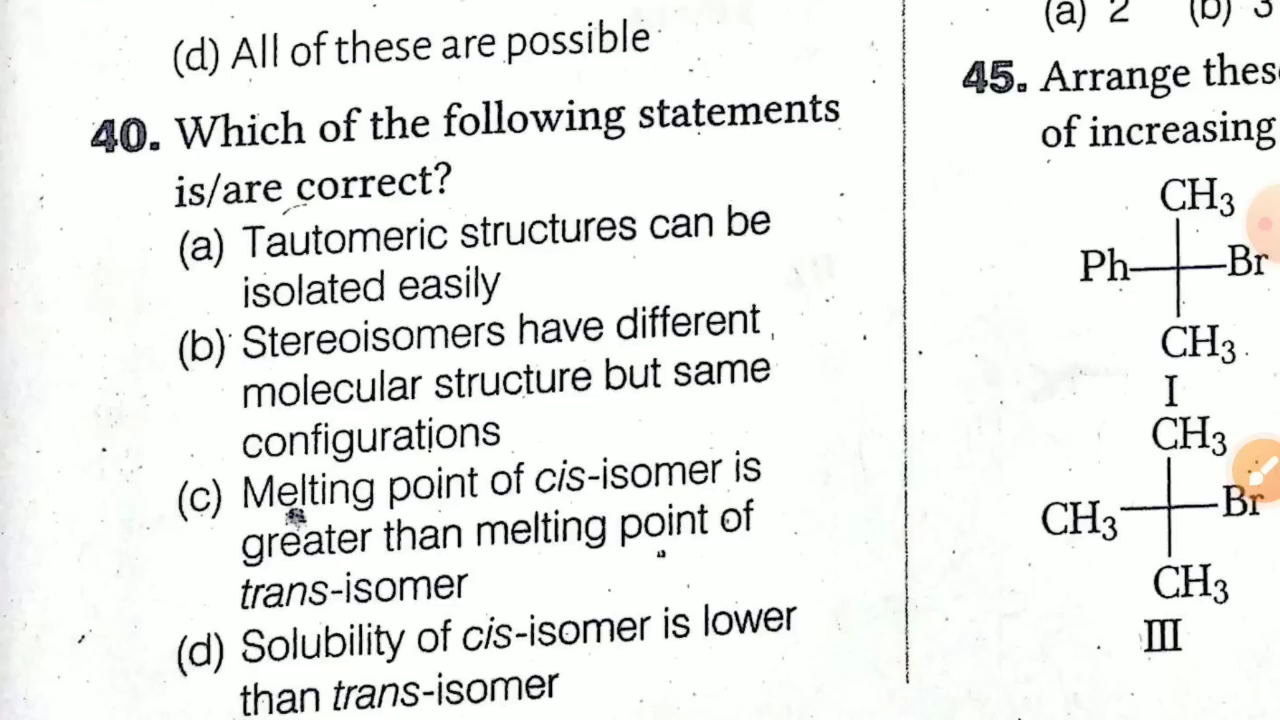 (d) All of these are possible
40. Which of the following statements
is/are correct?
(a) Tautomeric structures can be
isolated easily
(b) Stereoisomers have different
molecular structure but same
configurations
(c) Melting point of cis-isomer is
greater than melting point of
trans-isomer
(d) Solubility of cis-isomer is lower
than trans-isomer
(a) 2 (b) 3
45. Arrange these
of increasing
CH3
Ph Br
CH3
I
CH3
CH3 Br
CH3
III